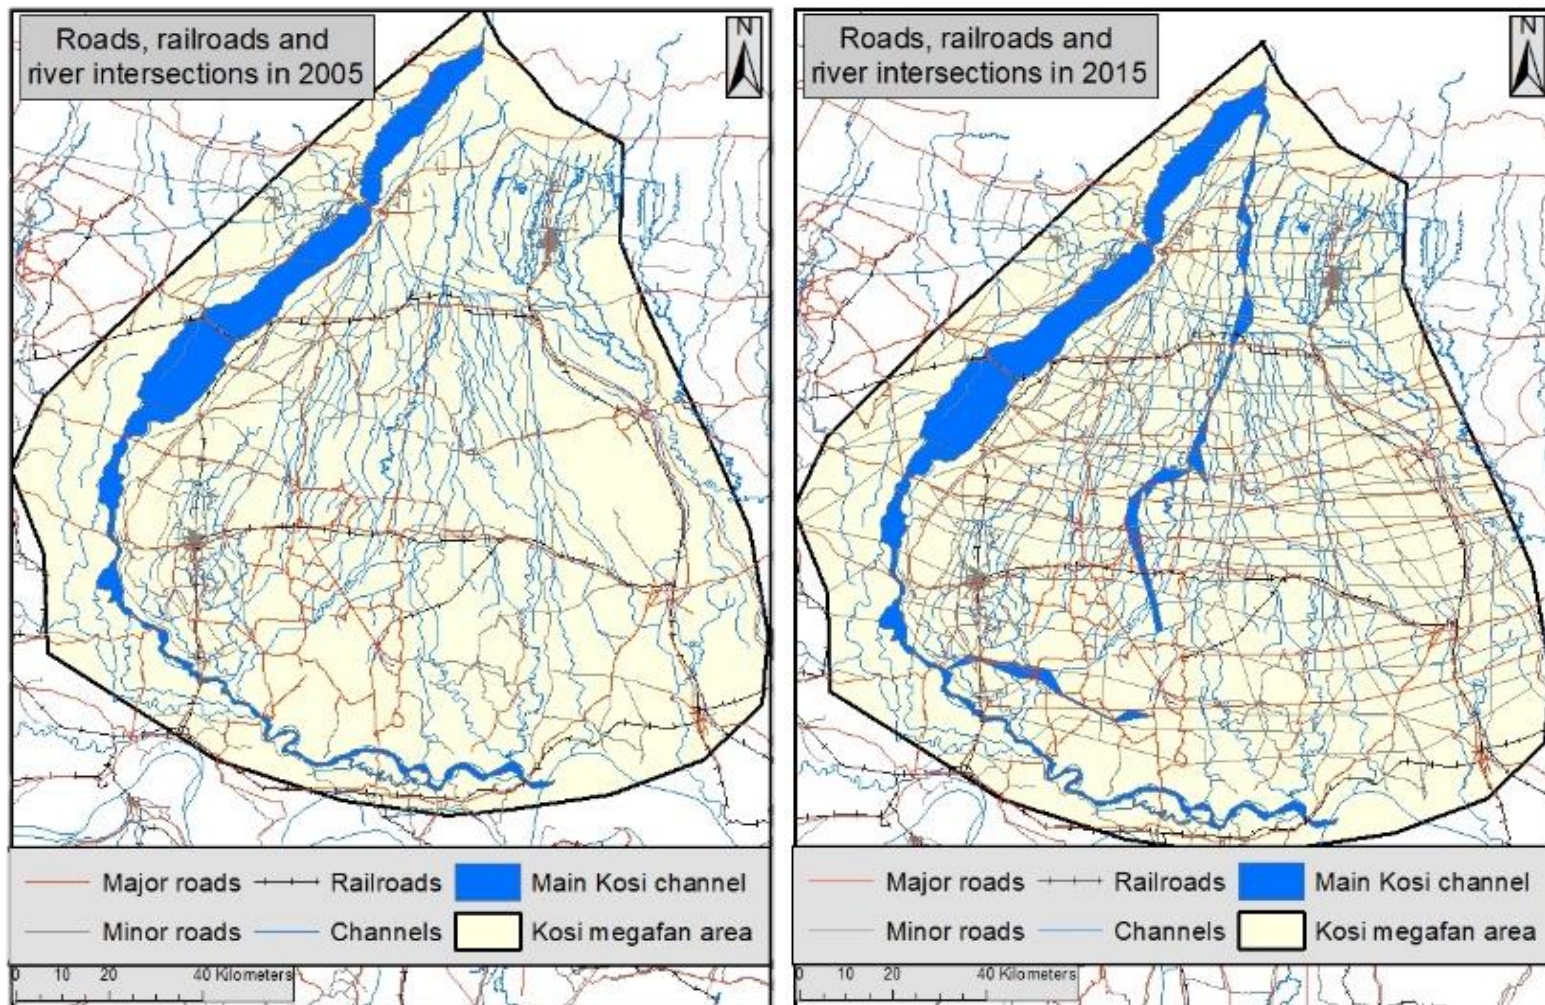 Roads, railroads and
river intersections in 2005
N
Major roads
Railroads
Main Kosi channel
Minor roads
Channels
Kosi megafan area
0 10 20 40 Kilometers
Roads, railroads and
river intersections in 2015
N
Major roads
Railroads
Main Kosi channel
Minor roads
Channels
Kosi megafan area
0 10 20 40 Kilometers